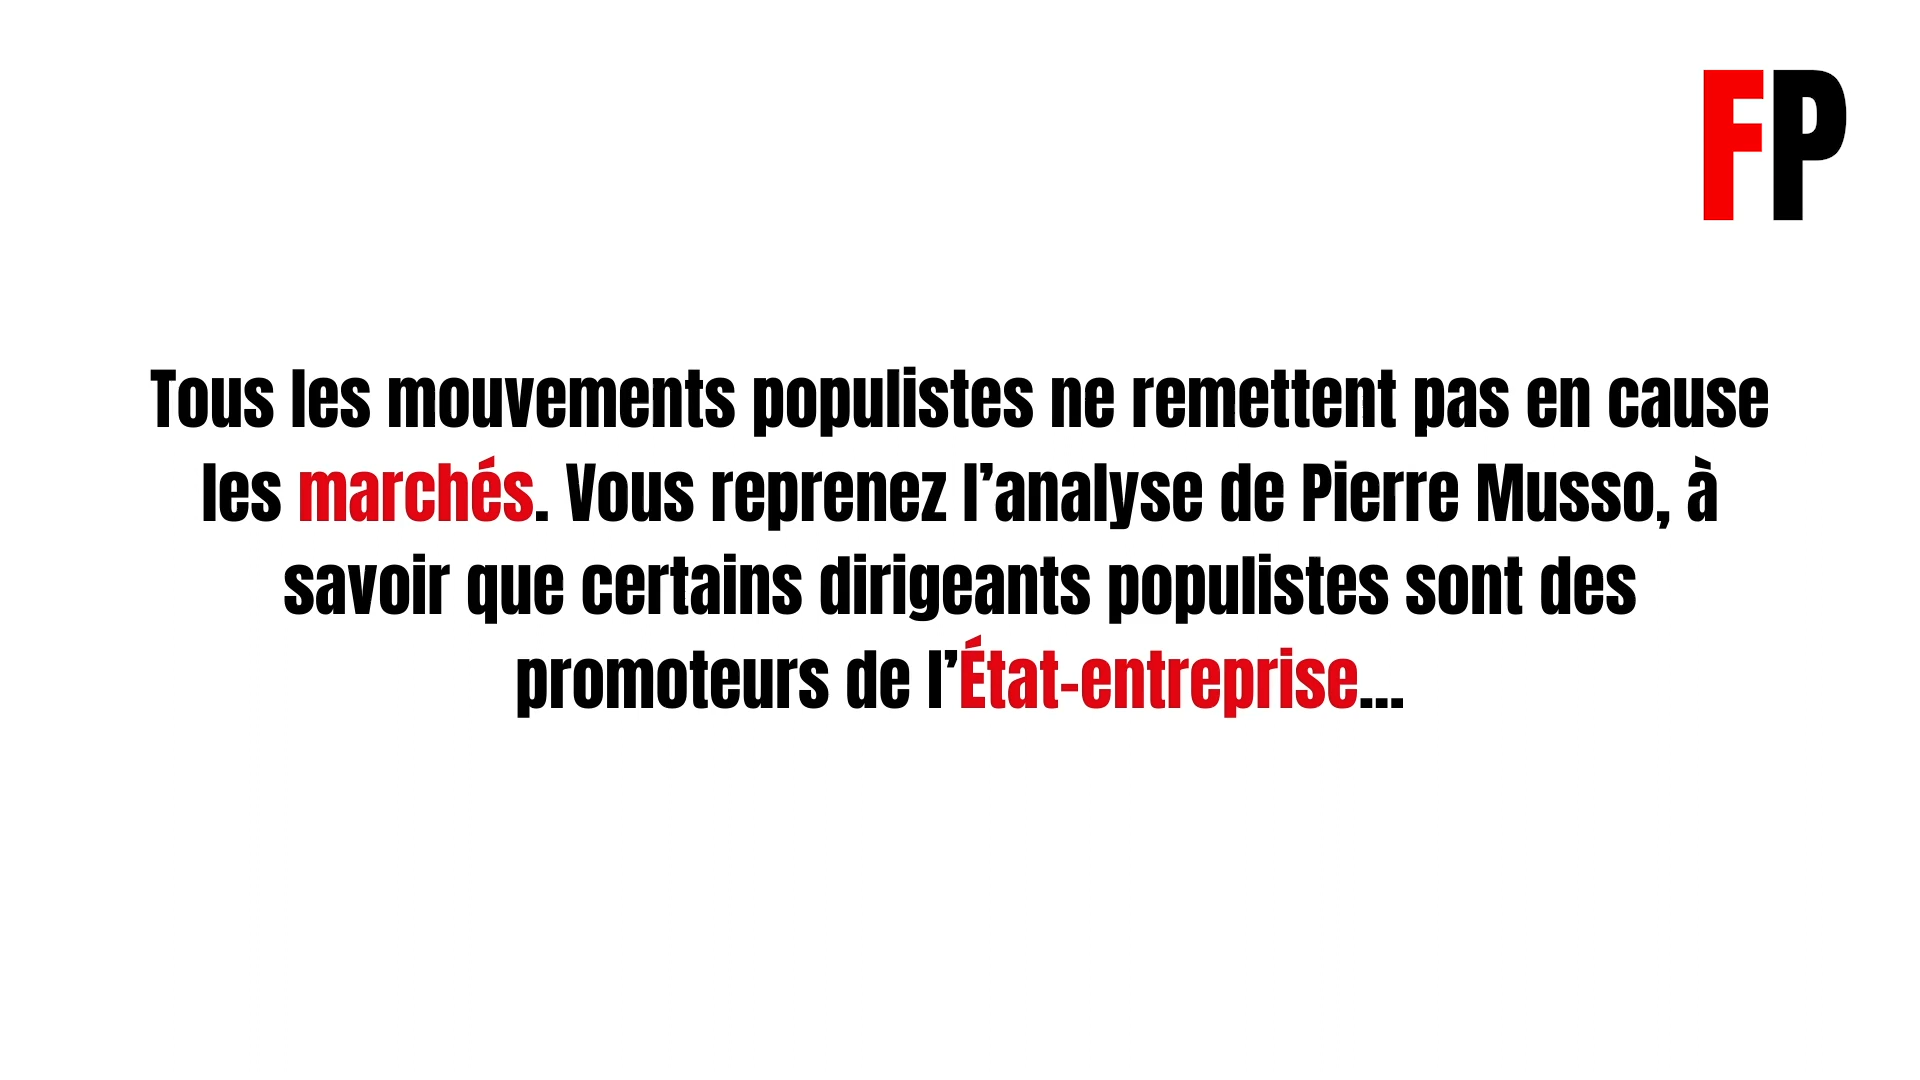 FP
Tous les mouvements populistes ne remettent pas en cause
les marchés. Vous reprenez l’analyse de Pierre Musso, à
savoir que certains dirigeants populistes sont des
promoteurs de l’État-entreprise...